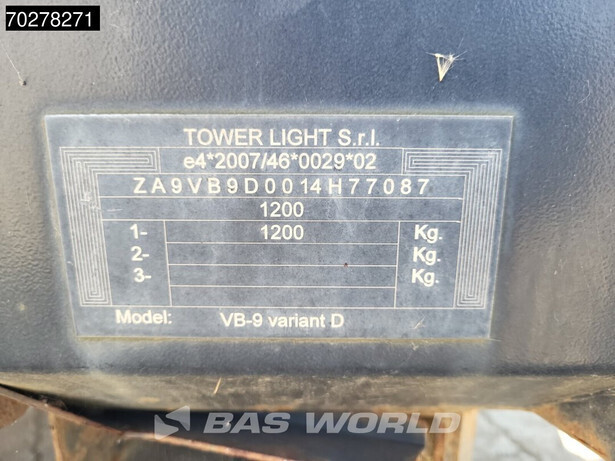 70278271
TOWER LIGHT S.r.l.
e4*2007/46*0029*02
ZA9VB9D0014H77087
1200
1- 1200 Kg.
2- Kg.
3- Kg.
Model: VB-9 variant D
BAS WORLD